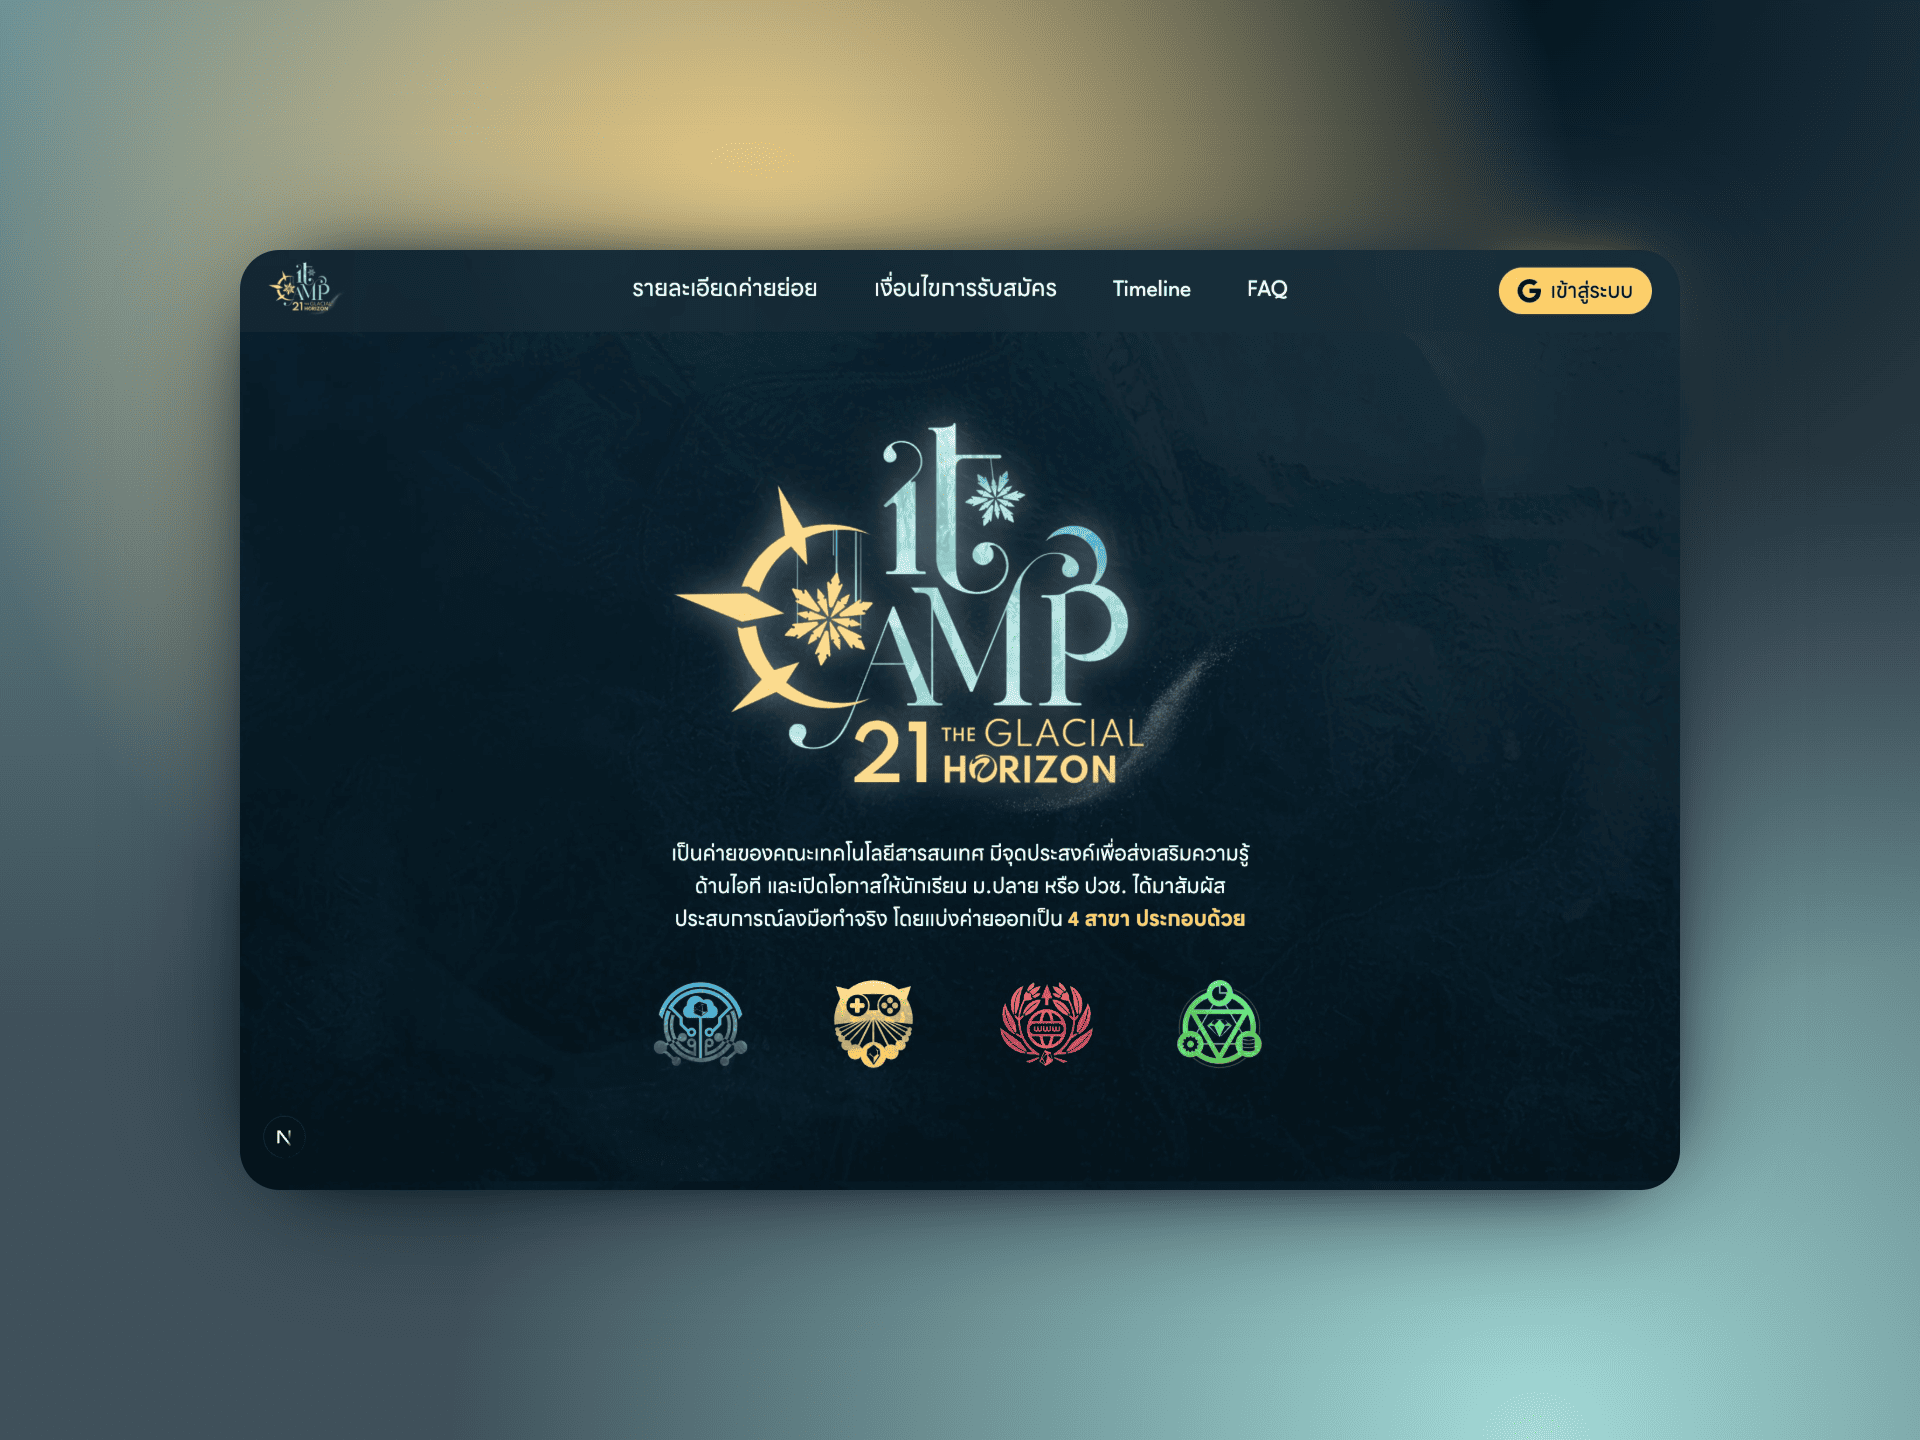 it
CAMP
21 THE GLACIAL
HORIZON
รายละเอียดค่ายย่อย เงื่อนไขการรับสมัคร Timeline FAQ
G เข้าสู่ระบบ
it
CAMP
21 THE GLACIAL
HORIZON
เป็นค่ายของคณะเทคโนโลยีสารสนเทศ มีจุดประสงค์เพื่อส่งเสริมความรู้
ด้านไอที และเปิดโอกาสให้นักเรียน ม.ปลาย หรือ ปวช. ได้มาสัมผัส
ประสบการณ์ลงมือทำจริง โดยแบ่งค่ายออกเป็น 4 สาขา ประกอบด้วย
www
N